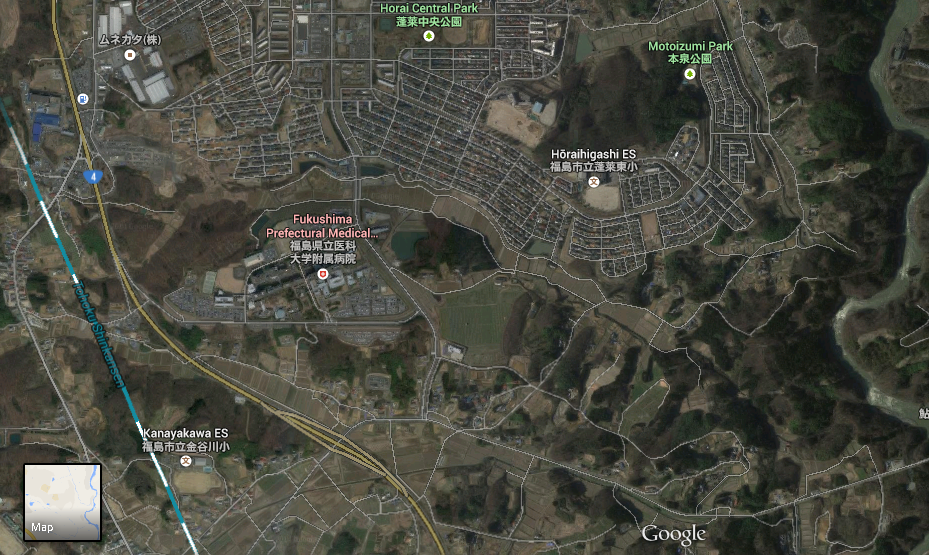 Horai Central Park
蓬莱中央公園
ムネカタ(株)
Motoizumi Park
本泉公園
Hōraihigashi ES
福島市立蓬莱東小
4
Fukushima
Prefectural Medical...
福島県立医科
大学附属病院
Tohoku Shinkansen
Kanayakawa ES
福島市立金谷川小
鮎
Map
Google